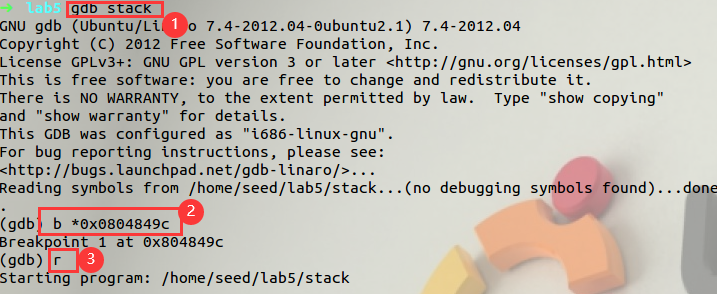 ➜ lab5 gdb stack
1
GNU gdb (Ubuntu/Linaro 7.4-2012.04-0ubuntu2.1) 7.4-2012.04
Copyright (C) 2012 Free Software Foundation, Inc.
License GPLv3+: GNU GPL version 3 or later <http://gnu.org/licenses/gpl.html>
This is free software: you are free to change and redistribute it.
There is NO WARRANTY, to the extent permitted by law.  Type "show copying"
and "show warranty" for details.
This GDB was configured as "i686-linux-gnu".
For bug reporting instructions, please see:
<http://bugs.launchpad.net/gdb-linaro/>...
Reading symbols from /home/seed/lab5/stack...(no debugging symbols found)...done
.
(gdb) b *0x0804849c
2
Breakpoint 1 at 0x804849c
(gdb) r
3
Starting program: /home/seed/lab5/stack